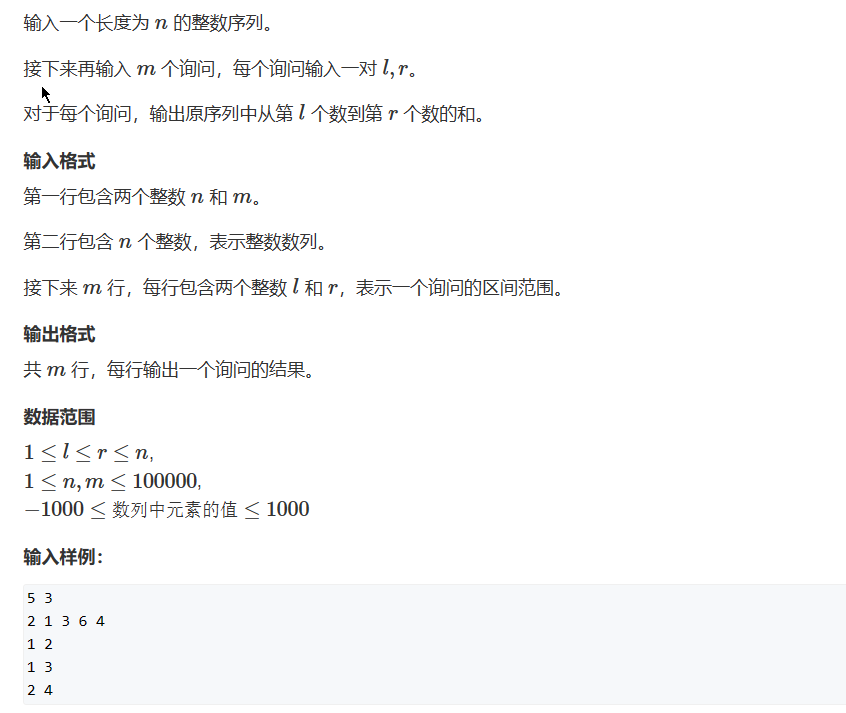 输入一个长度为 n 的整数序列。
接下来再输入 m 个询问，每个询问输入一对 l, r。
对于每个询问，输出原序列中从第 l 个数到第 r 个数的和。
输入格式
第一行包含两个整数 n 和 m。
第二行包含 n 个整数，表示整数数列。
接下来 m 行，每行包含两个整数 l 和 r，表示一个询问的区间范围。
输出格式
共 m 行，每行输出一个询问的结果。
数据范围
1 ≤ l ≤ r ≤ n,
1 ≤ n, m ≤ 100000,
−1000 ≤ 数列中元素的值 ≤ 1000
输入样例：
5 3
2 1 3 6 4
1 2
1 3
2 4